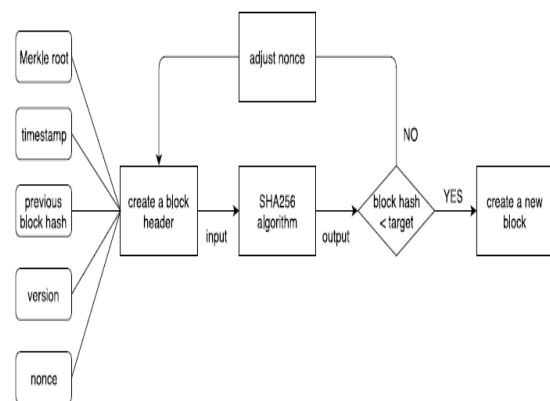 Merkle root
timestamp
previous
block hash
version
nonce
adjust nonce
create a block
header
input
SHA256
algorithm
output
block hash
< target
NO
YES
create a new
block